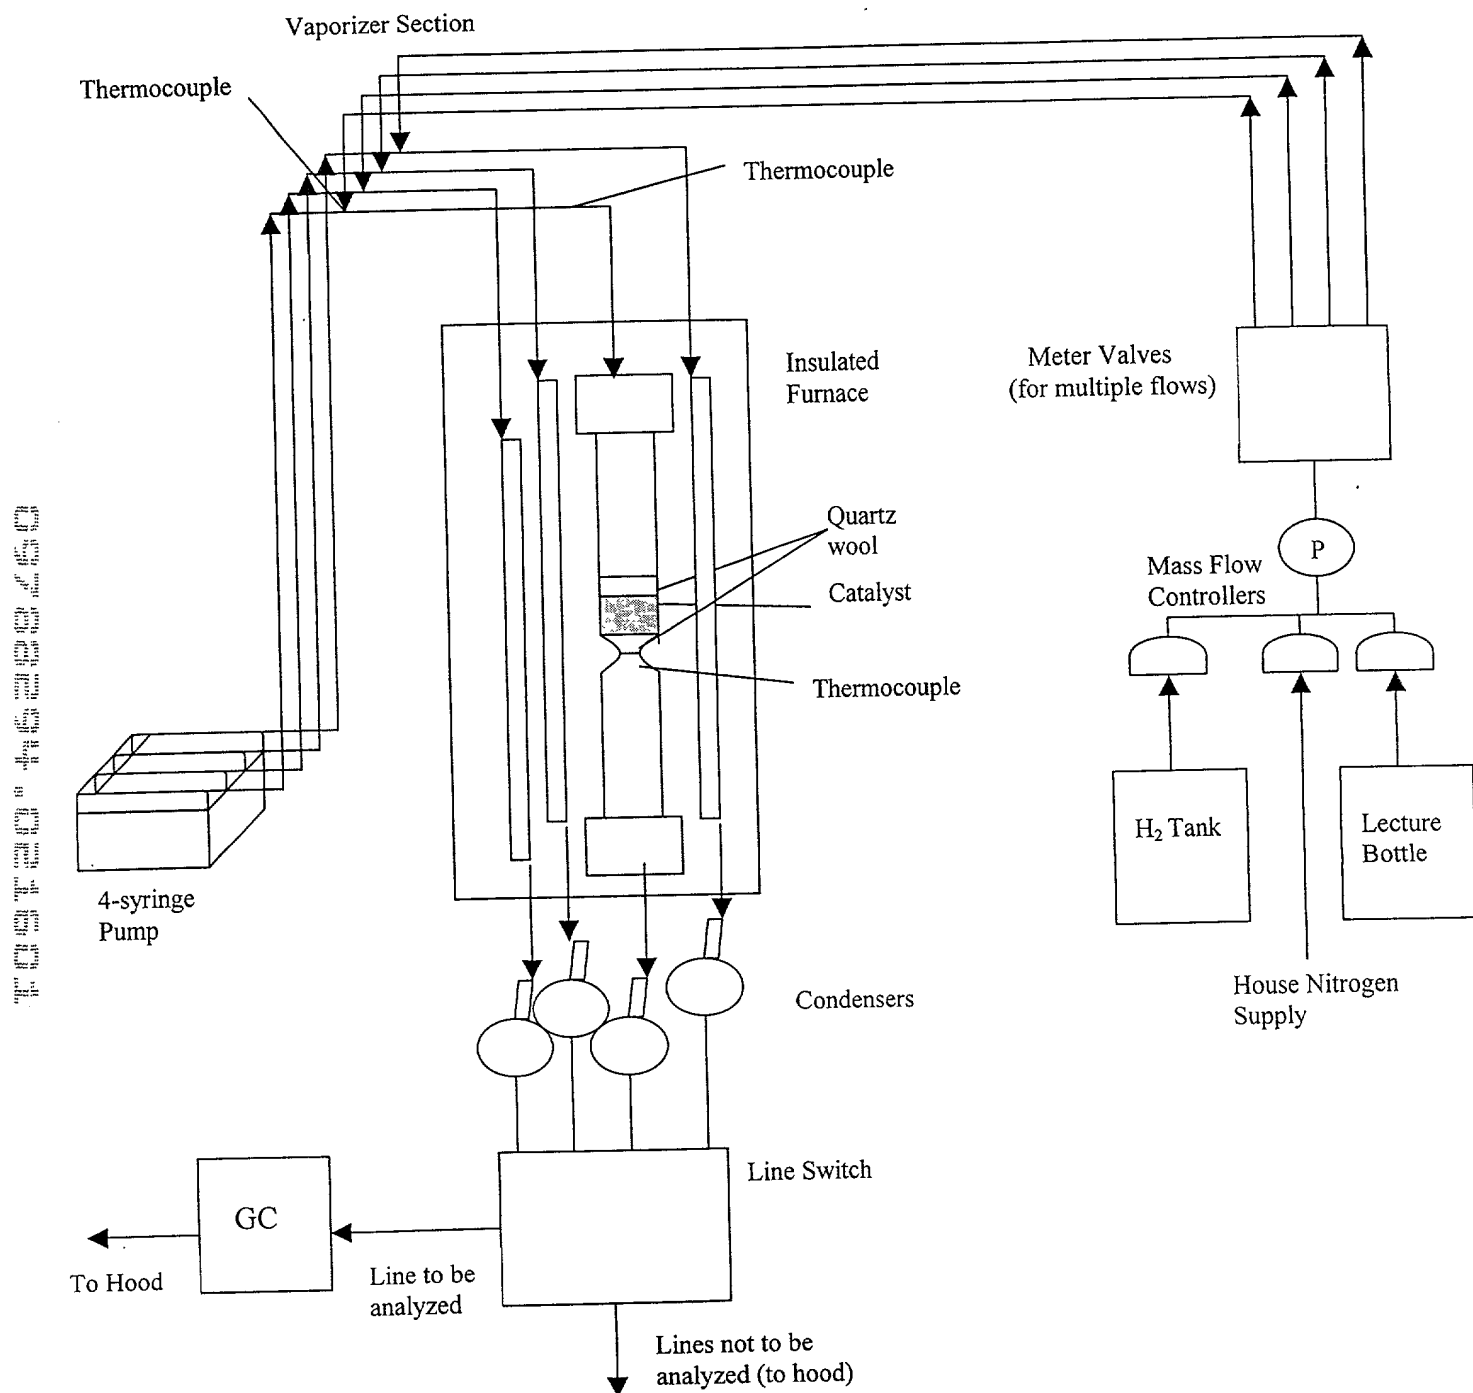 Vaporizer Section
Thermocouple
Thermocouple
Insulated
Furnace
Meter Valves
(for multiple flows)
Quartz
wool
P
Mass Flow
Controllers
Catalyst
Thermocouple
H₂ Tank
Lecture
Bottle
4-syringe
Pump
House Nitrogen
Supply
Condensers
Line Switch
GC
To Hood
Line to be
analyzed
Lines not to be
analyzed (to hood)